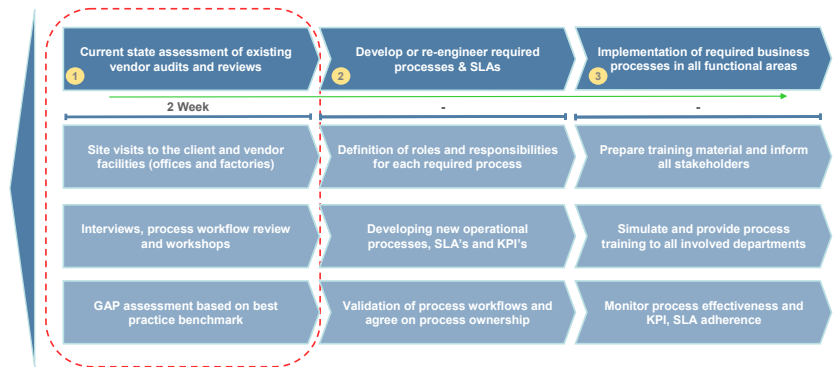 Current state assessment of existing
vendor audits and reviews
1
Develop or re-engineer required
processes & SLAs
2
Implementation of required business
processes in all functional areas
3
2 Week
-
-
Site visits to the client and vendor
facilities (offices and factories)
Definition of roles and responsibilities
for each required process
Prepare training material and inform
all stakeholders
Interviews, process workflow review
and workshops
Developing new operational
processes, SLA's and KPI's
Simulate and provide process
training to all involved departments
GAP assessment based on best
practice benchmark
Validation of process workflows and
agree on process ownership
Monitor process effectiveness and
KPI, SLA adherence